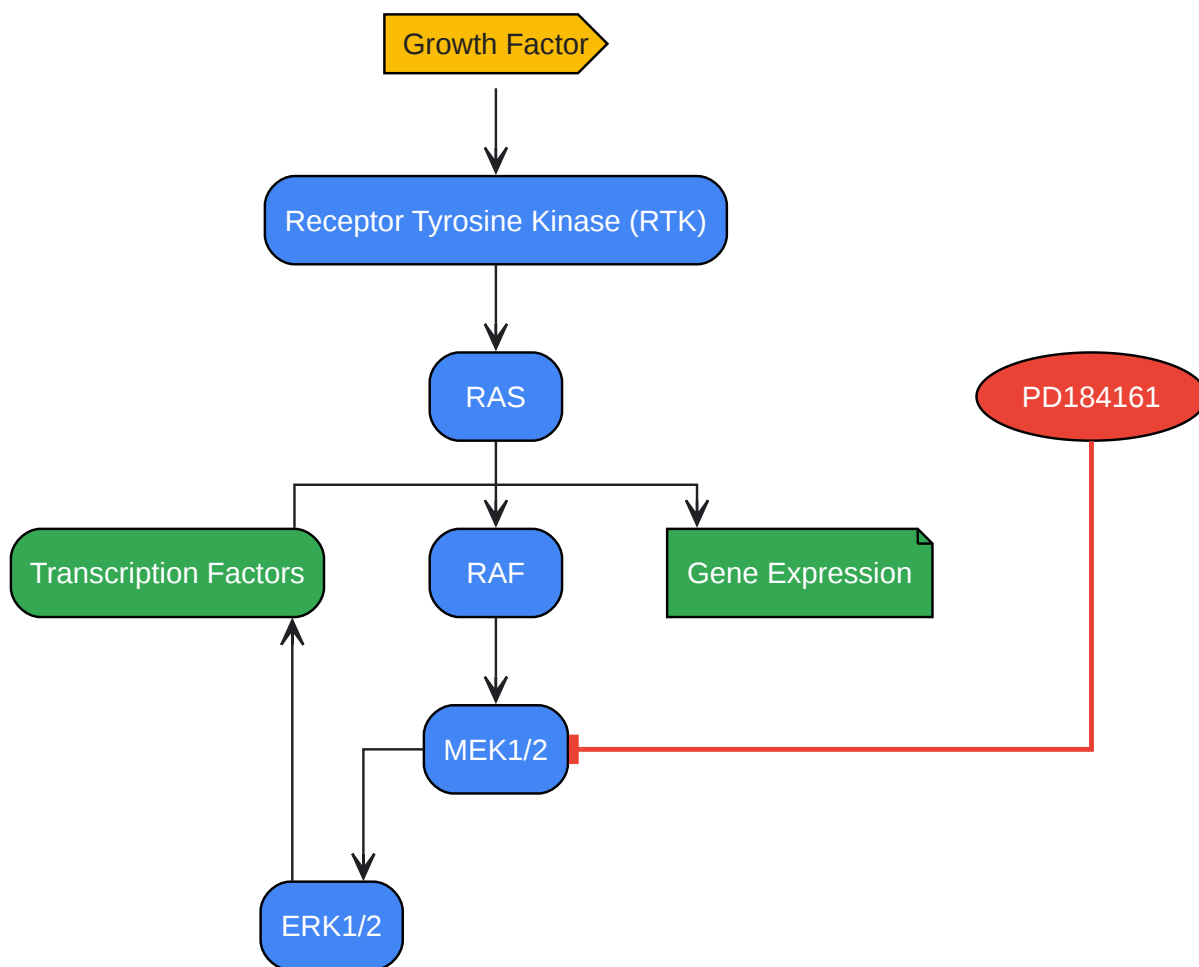 Growth Factor
Receptor Tyrosine Kinase (RTK)
RAS
PD184161
Transcription Factors
RAF
Gene Expression
MEK1/2
ERK1/2